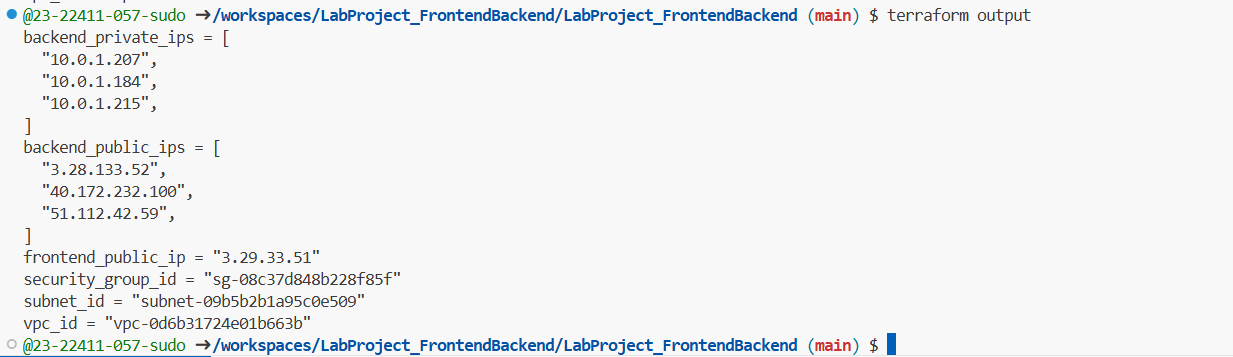 @23-22411-057-sudo ➜/workspaces/LabProject_FrontendBackend/LabProject_FrontendBackend (main) $ terraform output
backend_private_ips = [
  "10.0.1.207",
  "10.0.1.184",
  "10.0.1.215",
]
backend_public_ips = [
  "3.28.133.52",
  "40.172.232.100",
  "51.112.42.59",
]
frontend_public_ip = "3.29.33.51"
security_group_id = "sg-08c37d848b228f85f"
subnet_id = "subnet-09b5b2b1a95c0e509"
vpc_id = "vpc-0d6b31724e01b663b"
@23-22411-057-sudo ➜/workspaces/LabProject_FrontendBackend/LabProject_FrontendBackend (main) $